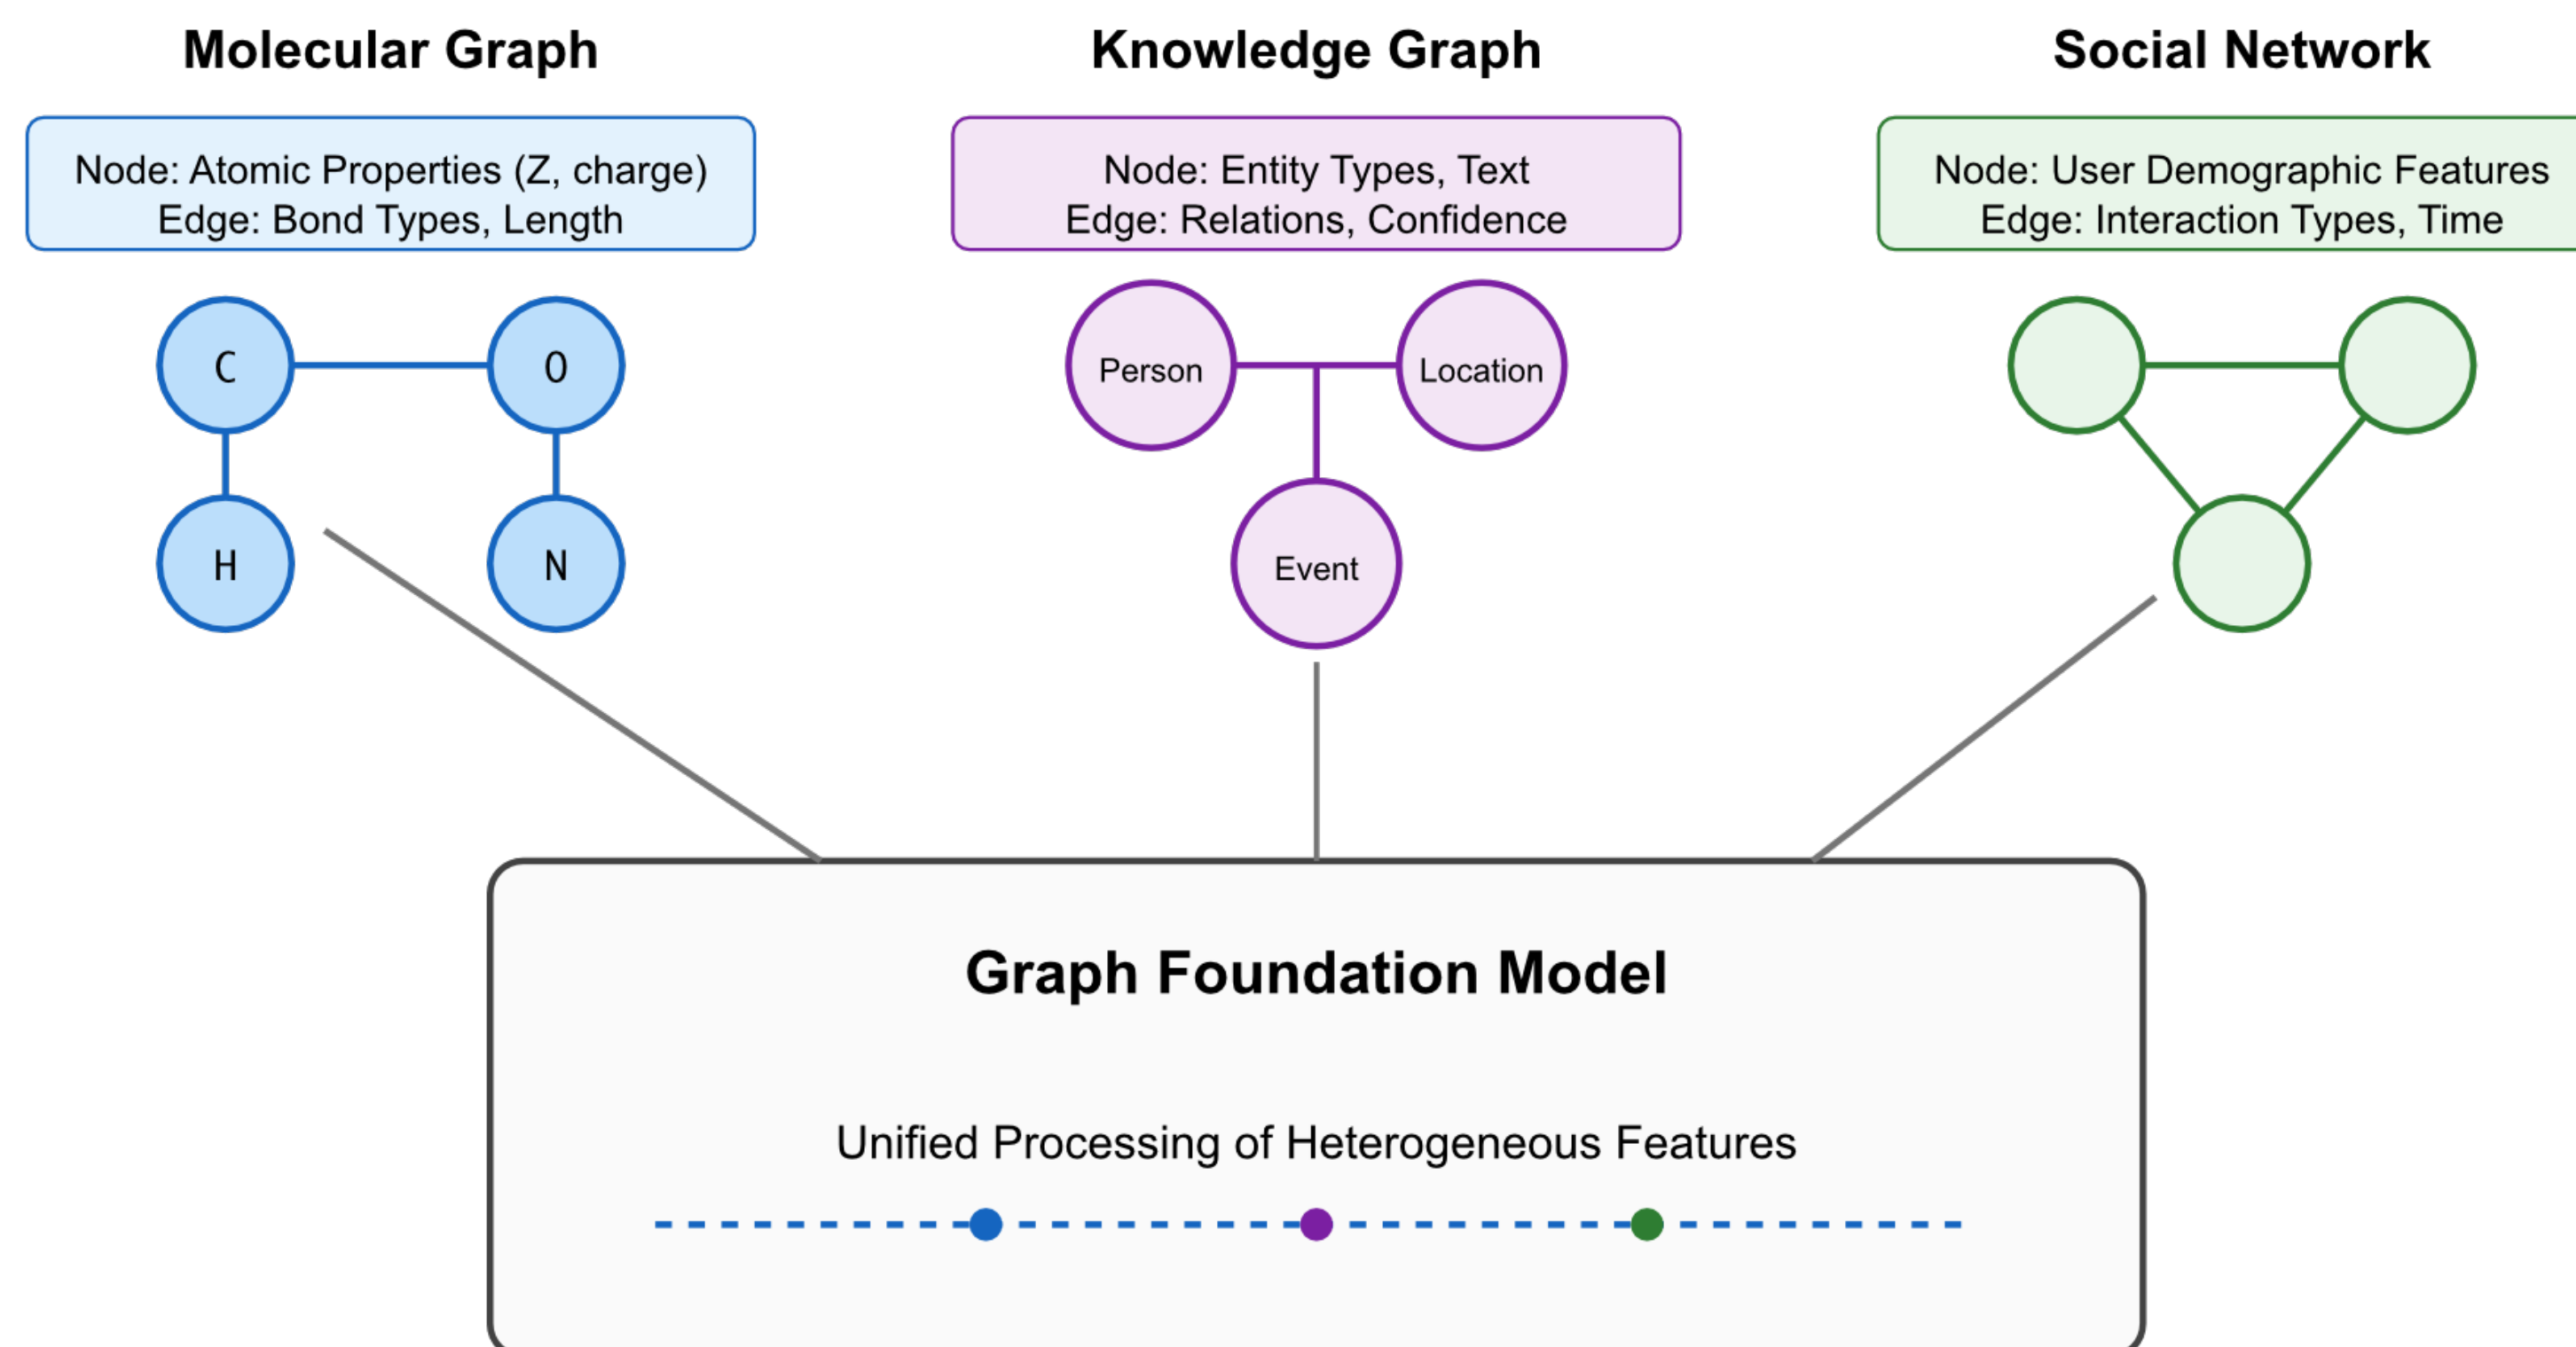 Molecular Graph
Node: Atomic Properties (Z, charge)
Edge: Bond Types, Length
C
O
H
N
Knowledge Graph
Node: Entity Types, Text
Edge: Relations, Confidence
Person
Location
Event
Social Network
Node: User Demographic Features
Edge: Interaction Types, Time
Graph Foundation Model
Unified Processing of Heterogeneous Features